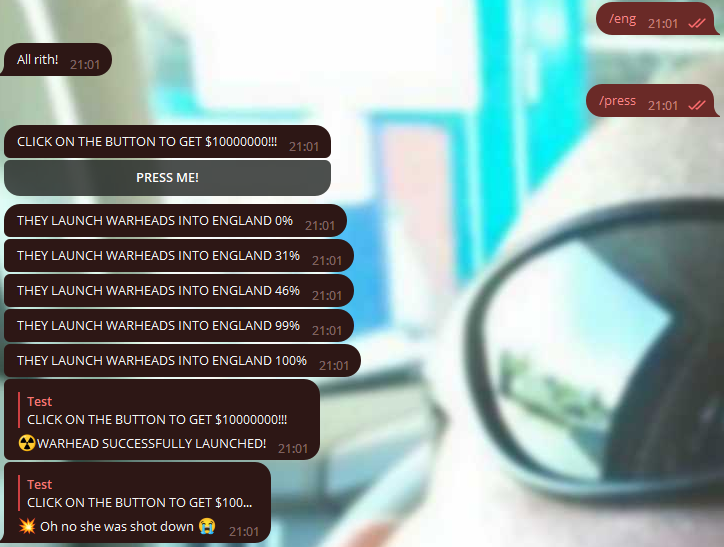 /eng 21:01
All rith! 21:01
/press 21:01
CLICK ON THE BUTTON TO GET $10000000!!! 21:01
PRESS ME!
THEY LAUNCH WARHEADS INTO ENGLAND 0% 21:01
THEY LAUNCH WARHEADS INTO ENGLAND 31% 21:01
THEY LAUNCH WARHEADS INTO ENGLAND 46% 21:01
THEY LAUNCH WARHEADS INTO ENGLAND 99% 21:01
THEY LAUNCH WARHEADS INTO ENGLAND 100% 21:01
Test
CLICK ON THE BUTTON TO GET $10000000!!!
☢️WARHEAD SUCCESSFULLY LAUNCHED! 21:01
Test
CLICK ON THE BUTTON TO GET $100...
💥 Oh no she was shot down 😭 21:01